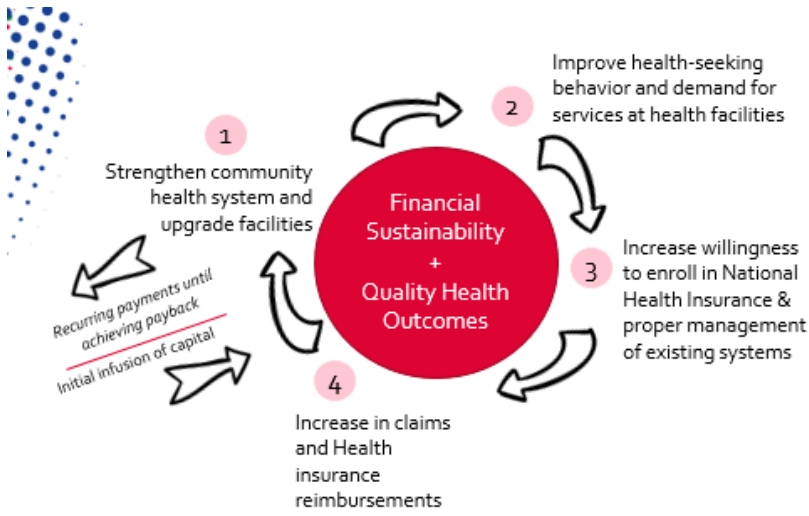 1
Strengthen community
health system and
upgrade facilities
2
Improve health-seeking
behavior and demand for
services at health facilities
3
Increase willingness
to enroll in National
Health Insurance &
proper management
of existing systems
4
Increase in claims
and Health
insurance
reimbursements
Financial
Sustainability
+
Quality Health
Outcomes
Recurring payments until
achieving payback
Initial infusion of capital